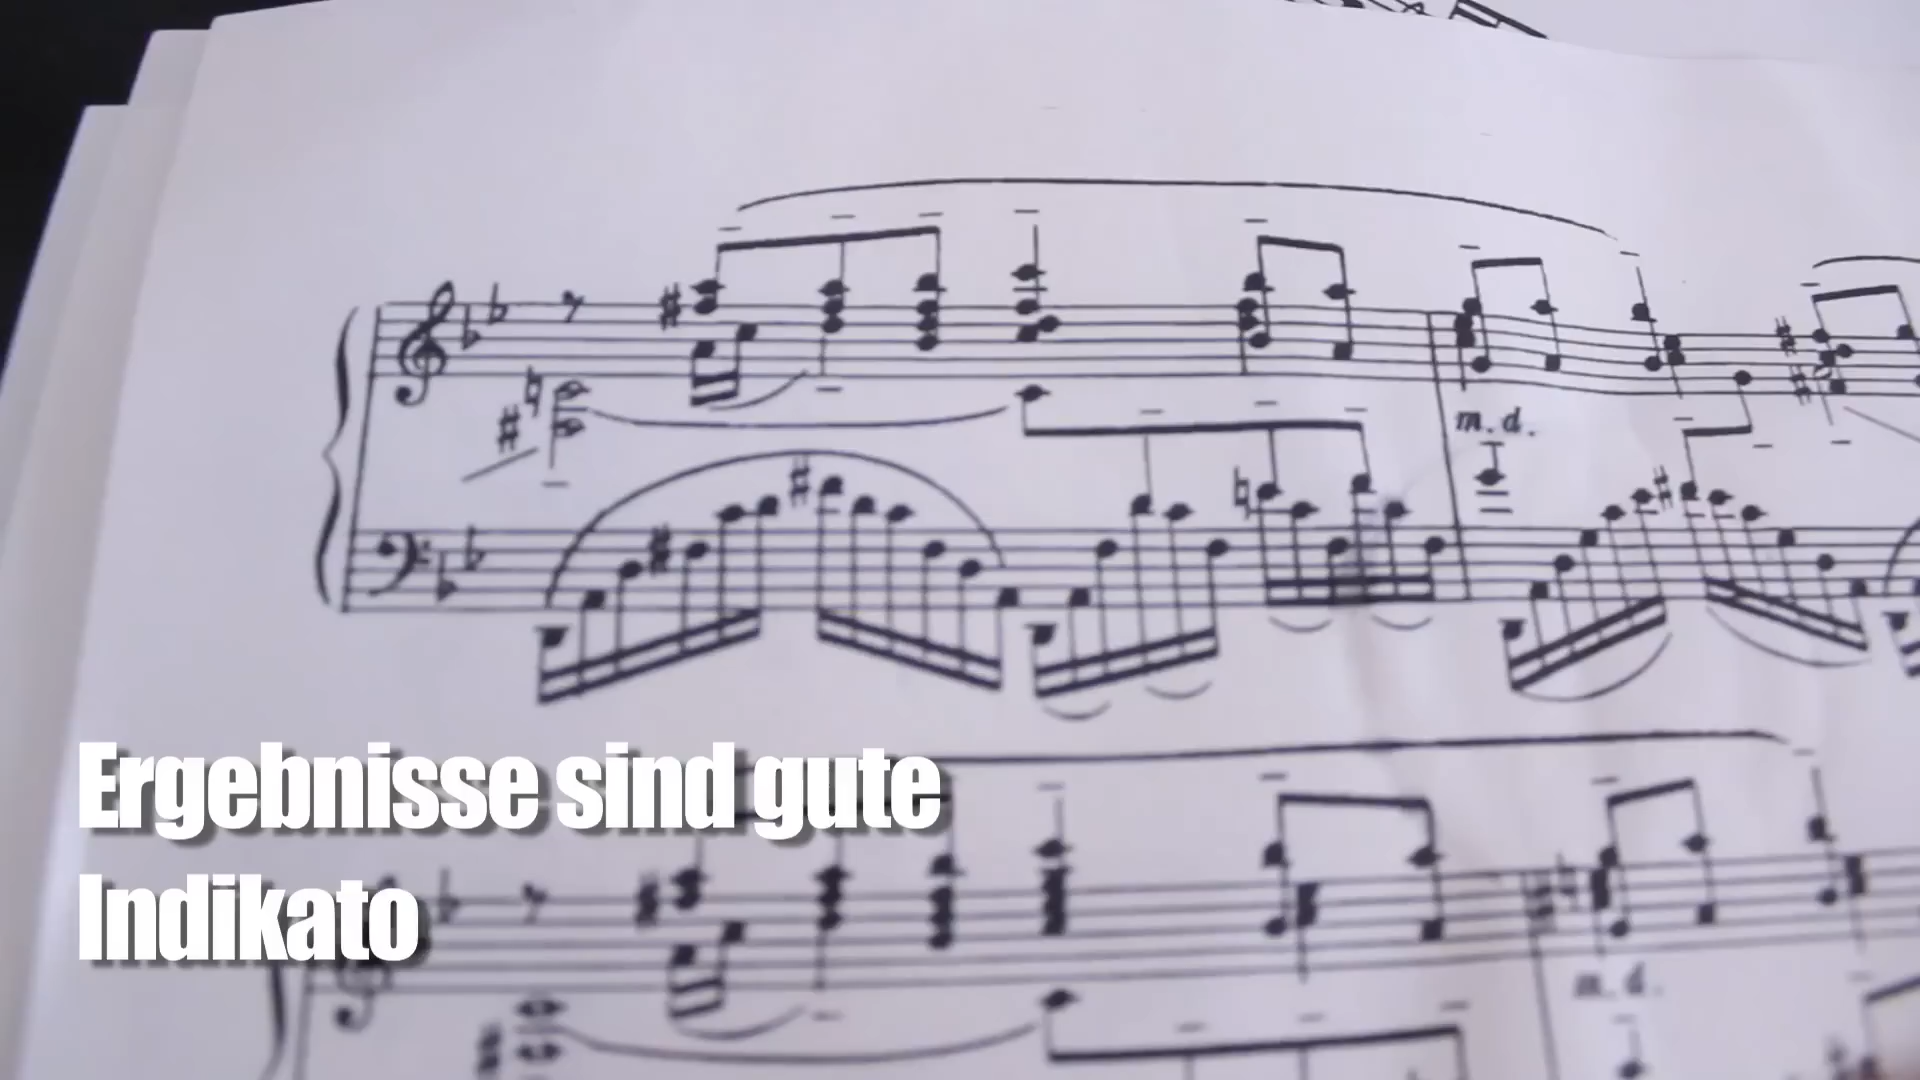 m.d.
Ergebnisse sind gute
Indikato
m.d.